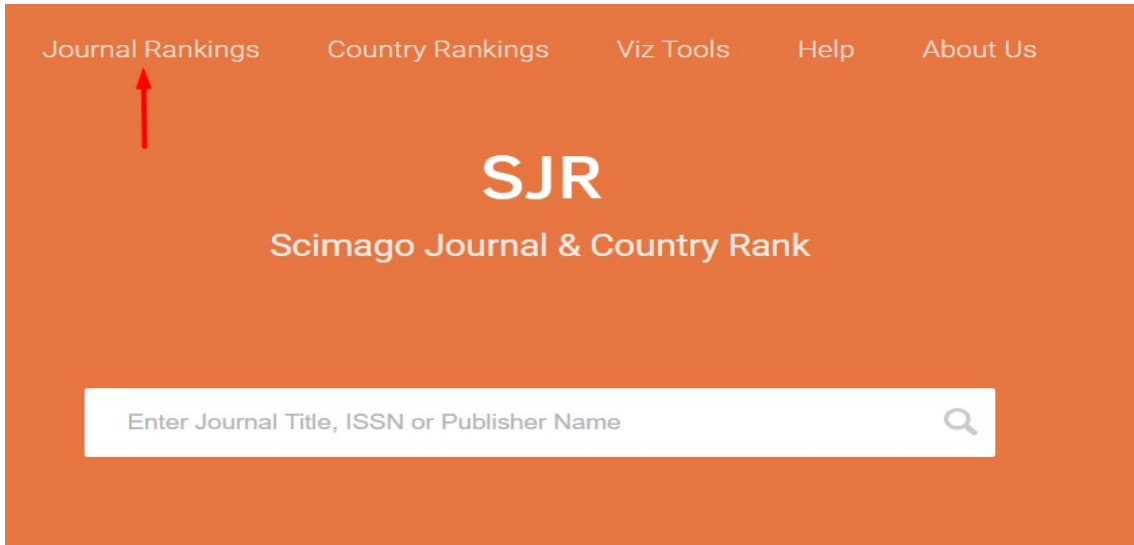 Journal Rankings Country Rankings Viz Tools Help About Us
SJR
Scimago Journal & Country Rank
Enter Journal Title, ISSN or Publisher Name